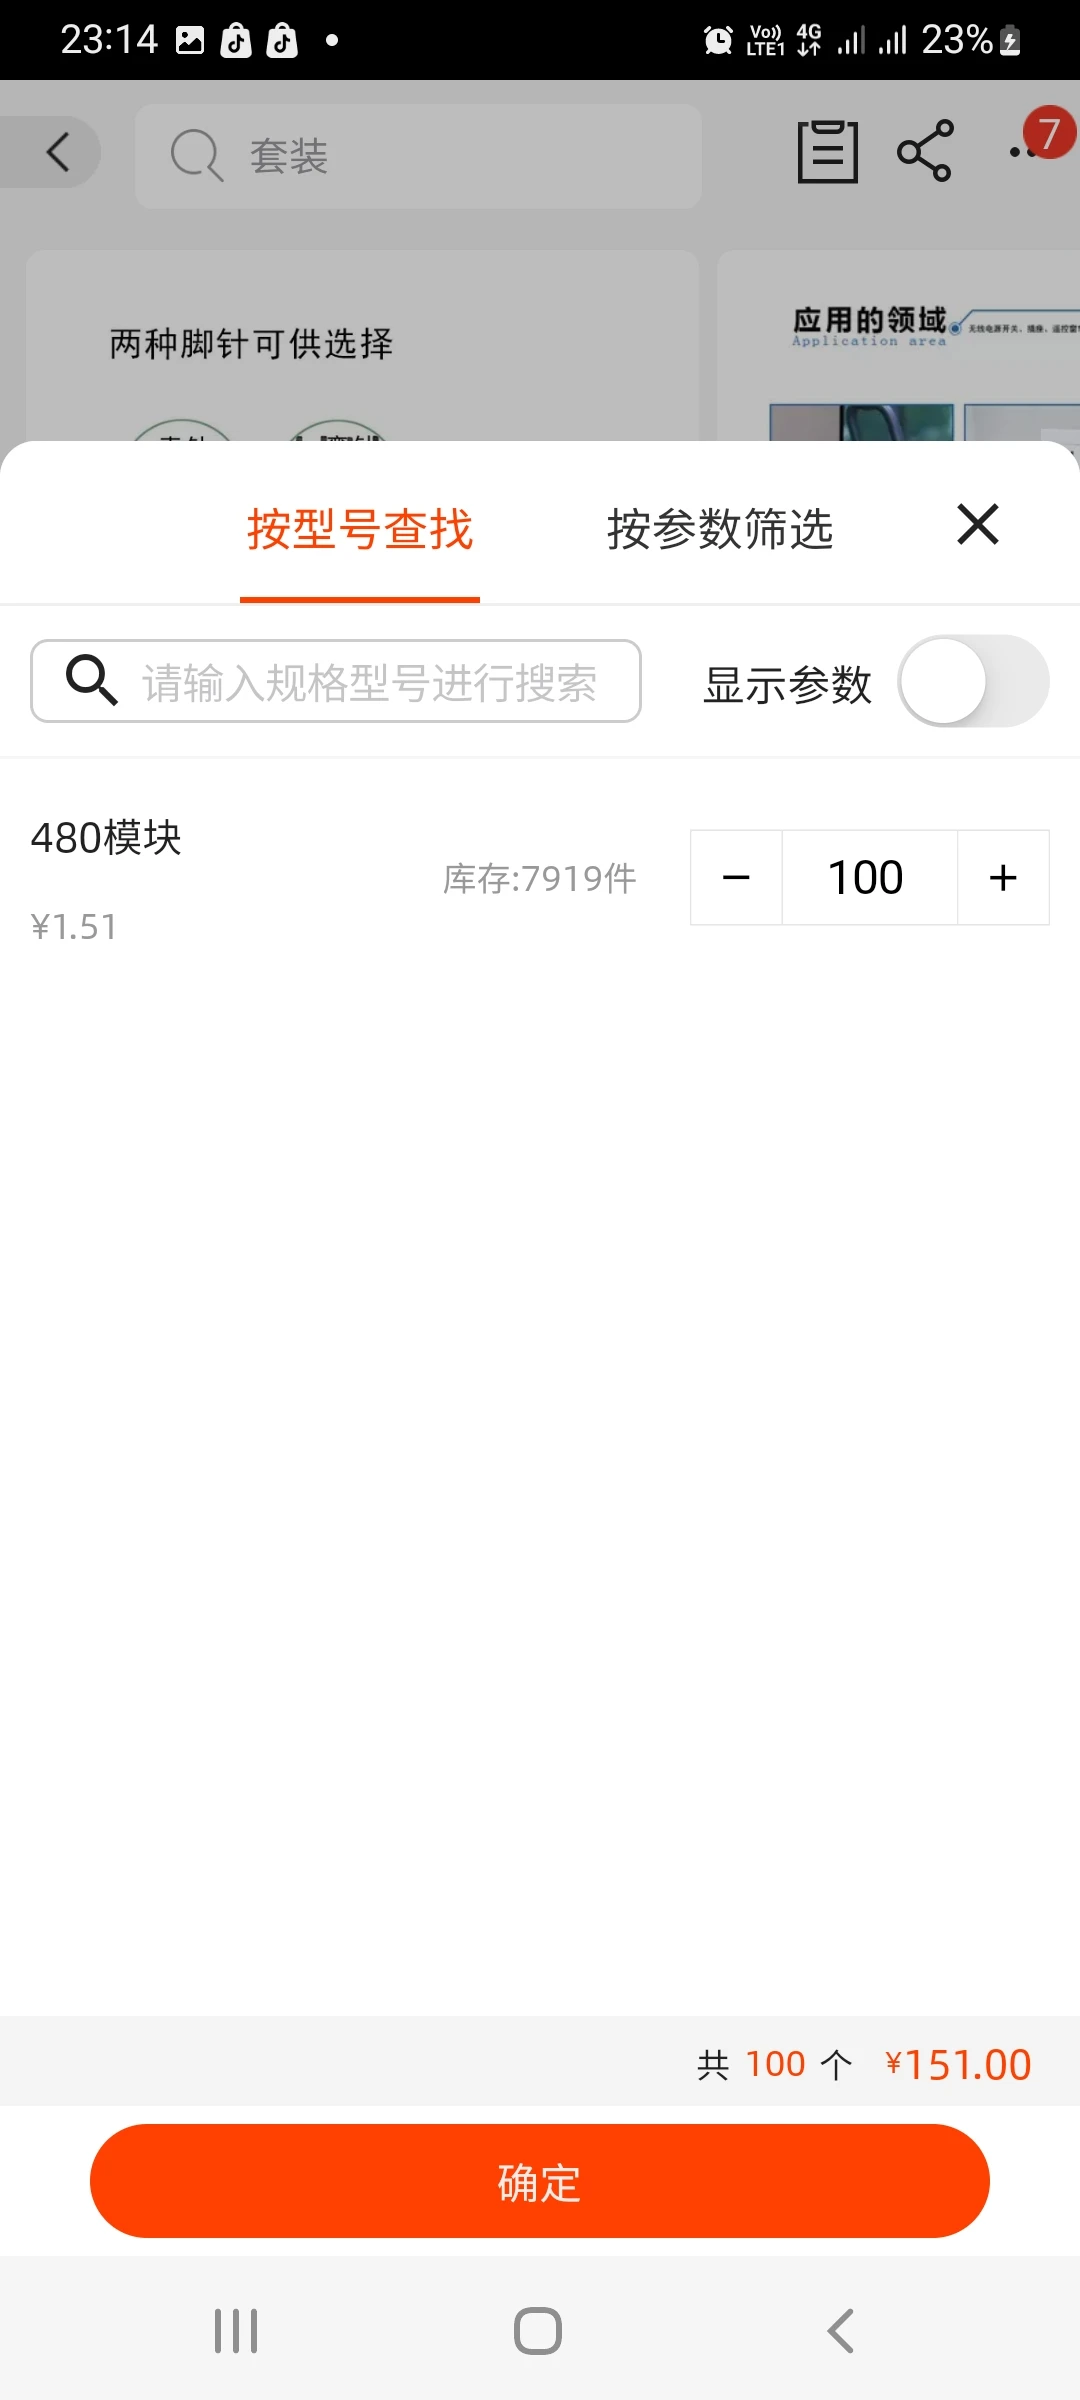 23:14
Vo)) LTE1 4G 23%
套装
7
两种脚针可供选择
应用的领域
Application area
按型号查找
按参数筛选
请输入规格型号进行搜索
显示参数
480模块
¥1.51
库存:7919件
100
共 100 个 ¥151.00
确定